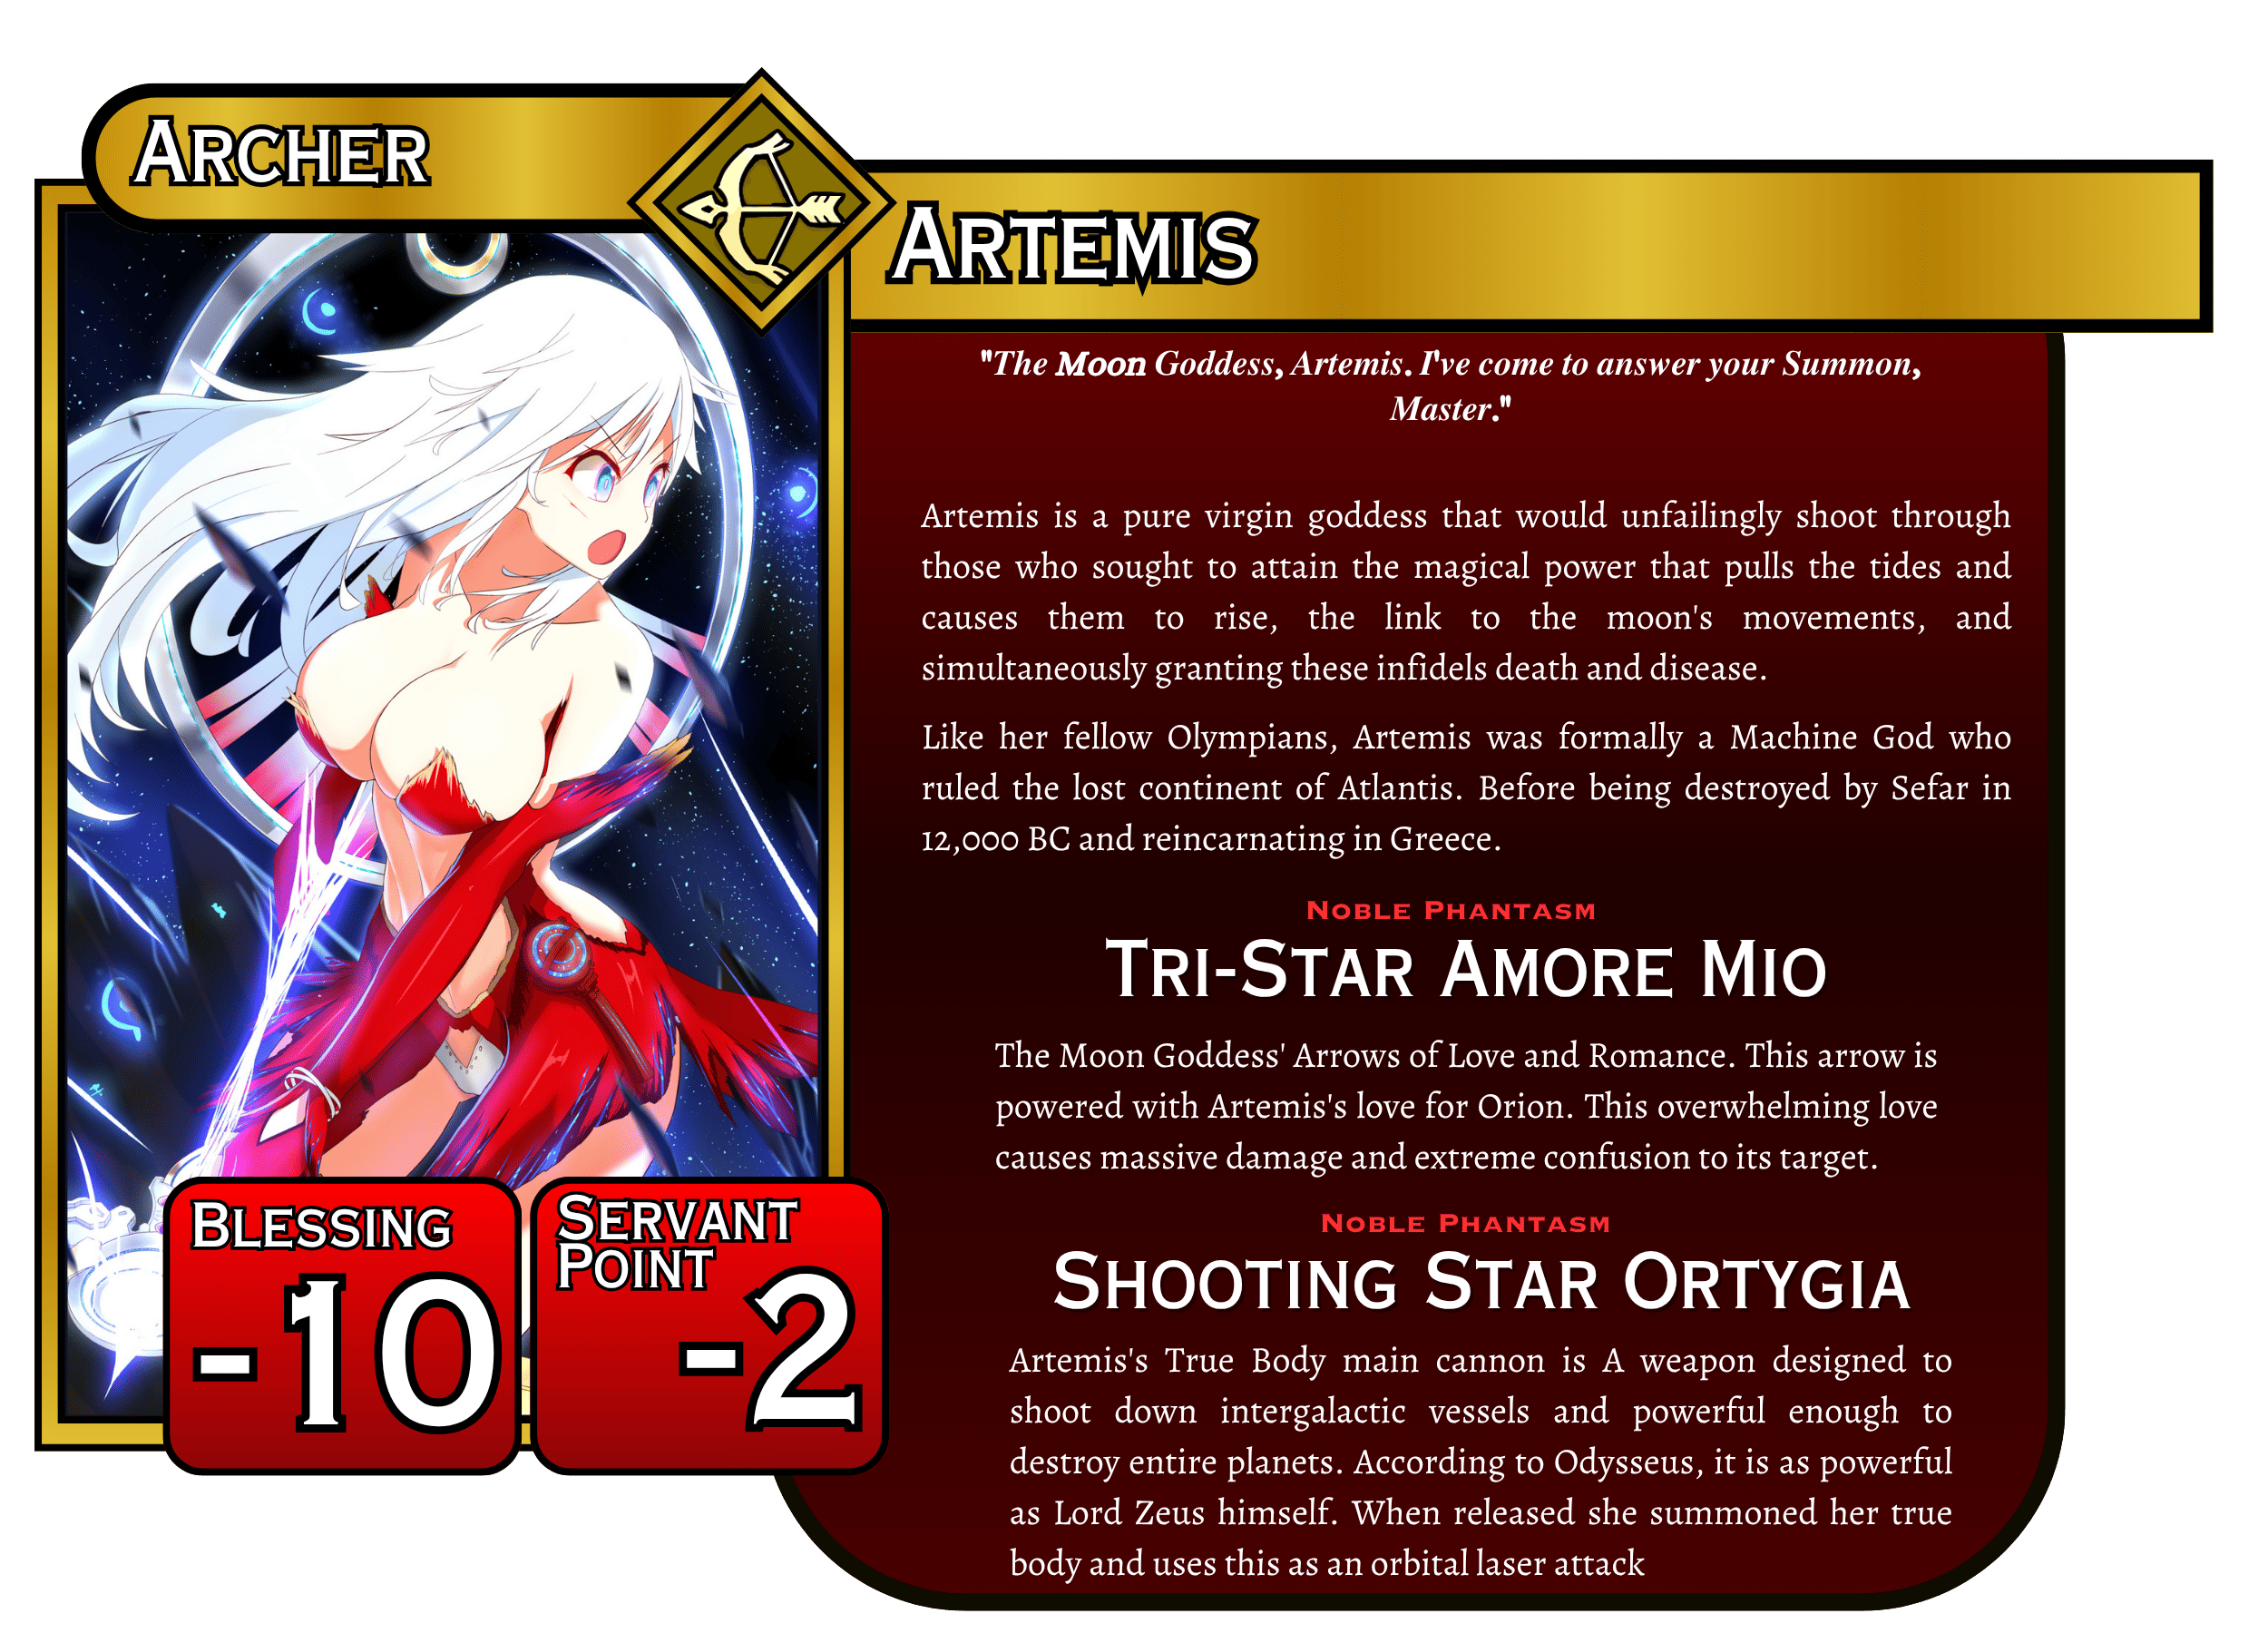 Archer
Artemis
"The Moon Goddess, Artemis. I've come to answer your Summon,
Master."
Artemis is a pure virgin goddess that would unfailingly shoot through
those who sought to attain the magical power that pulls the tides and
causes them to rise, the link to the moon's movements, and
simultaneously granting these infidels death and disease.
Like her fellow Olympians, Artemis was formally a Machine God who
ruled the lost continent of Atlantis. Before being destroyed by Sefar in
12,000 BC and reincarnating in Greece.
Noble Phantasm
Tri-Star Amore Mio
The Moon Goddess' Arrows of Love and Romance. This arrow is
powered with Artemis's love for Orion. This overwhelming love
causes massive damage and extreme confusion to its target.
Noble Phantasm
Shooting Star Ortygia
Artemis's True Body main cannon is A weapon designed to
shoot down intergalactic vessels and powerful enough to
destroy entire planets. According to Odysseus, it is as powerful
as Lord Zeus himself. When released she summoned her true
body and uses this as an orbital laser attack
Blessing
-10
Servant
Point
-2